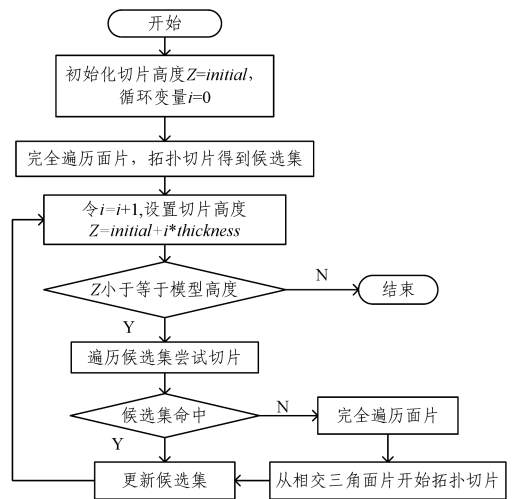 开始
初始化切片高度Z=initial,
循环变量i=0
完全遍历面片，拓扑切片得到候选集
令i=i+1,设置切片高度
Z=initial+i*thickness
Z小于等于模型高度
N
结束
Y
遍历候选集尝试切片
候选集命中
N
完全遍历面片
Y
更新候选集
从相交三角面片开始拓扑切片